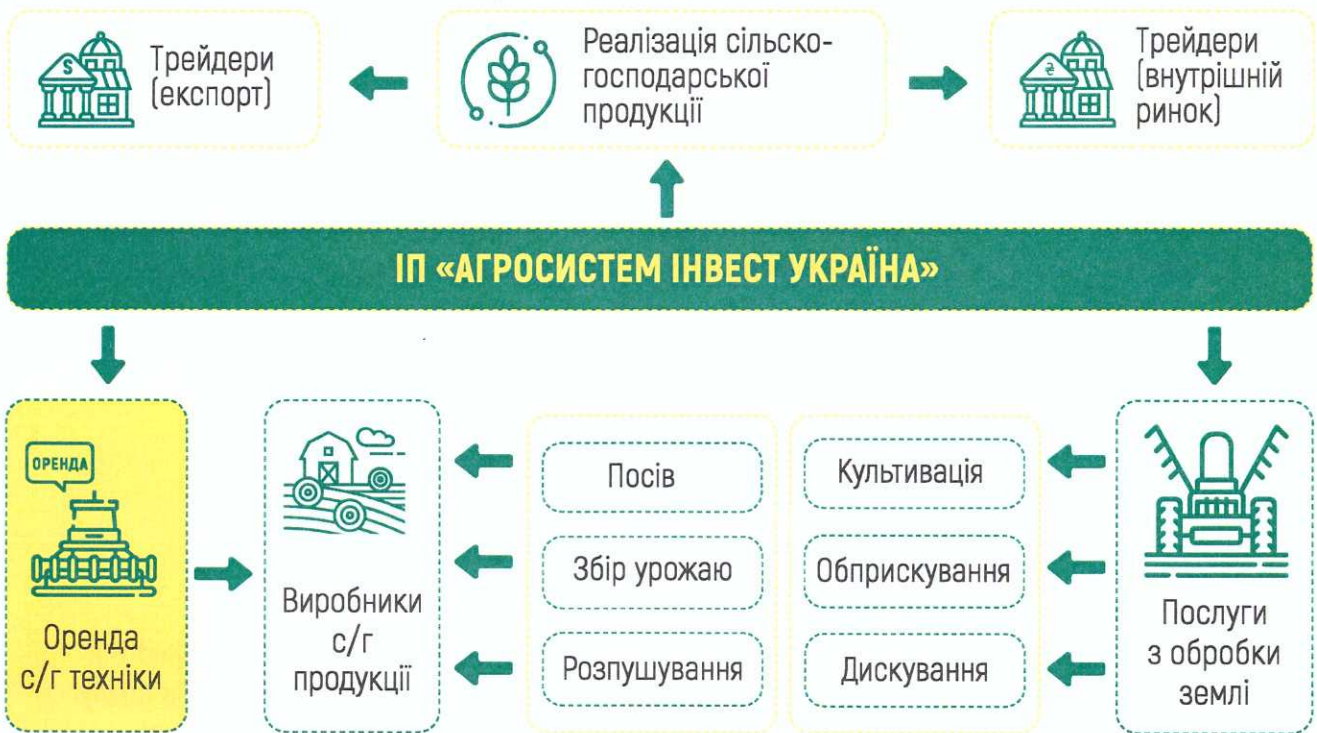 Трейдери
(експорт)
Реалізація сільско-
господарської
продукції
Трейдери
(внутрішній
ринок)
ІП «АГРОСИСТЕМ ІНВЕСТ УКРАЇНА»
ОРЕНДА
Оренда
с/г техніки
Виробники
с/г
продукції
Посів
Збір урожаю
Розпушування
Культивація
Обприскування
Дискування
Послуги
з обробки
землі